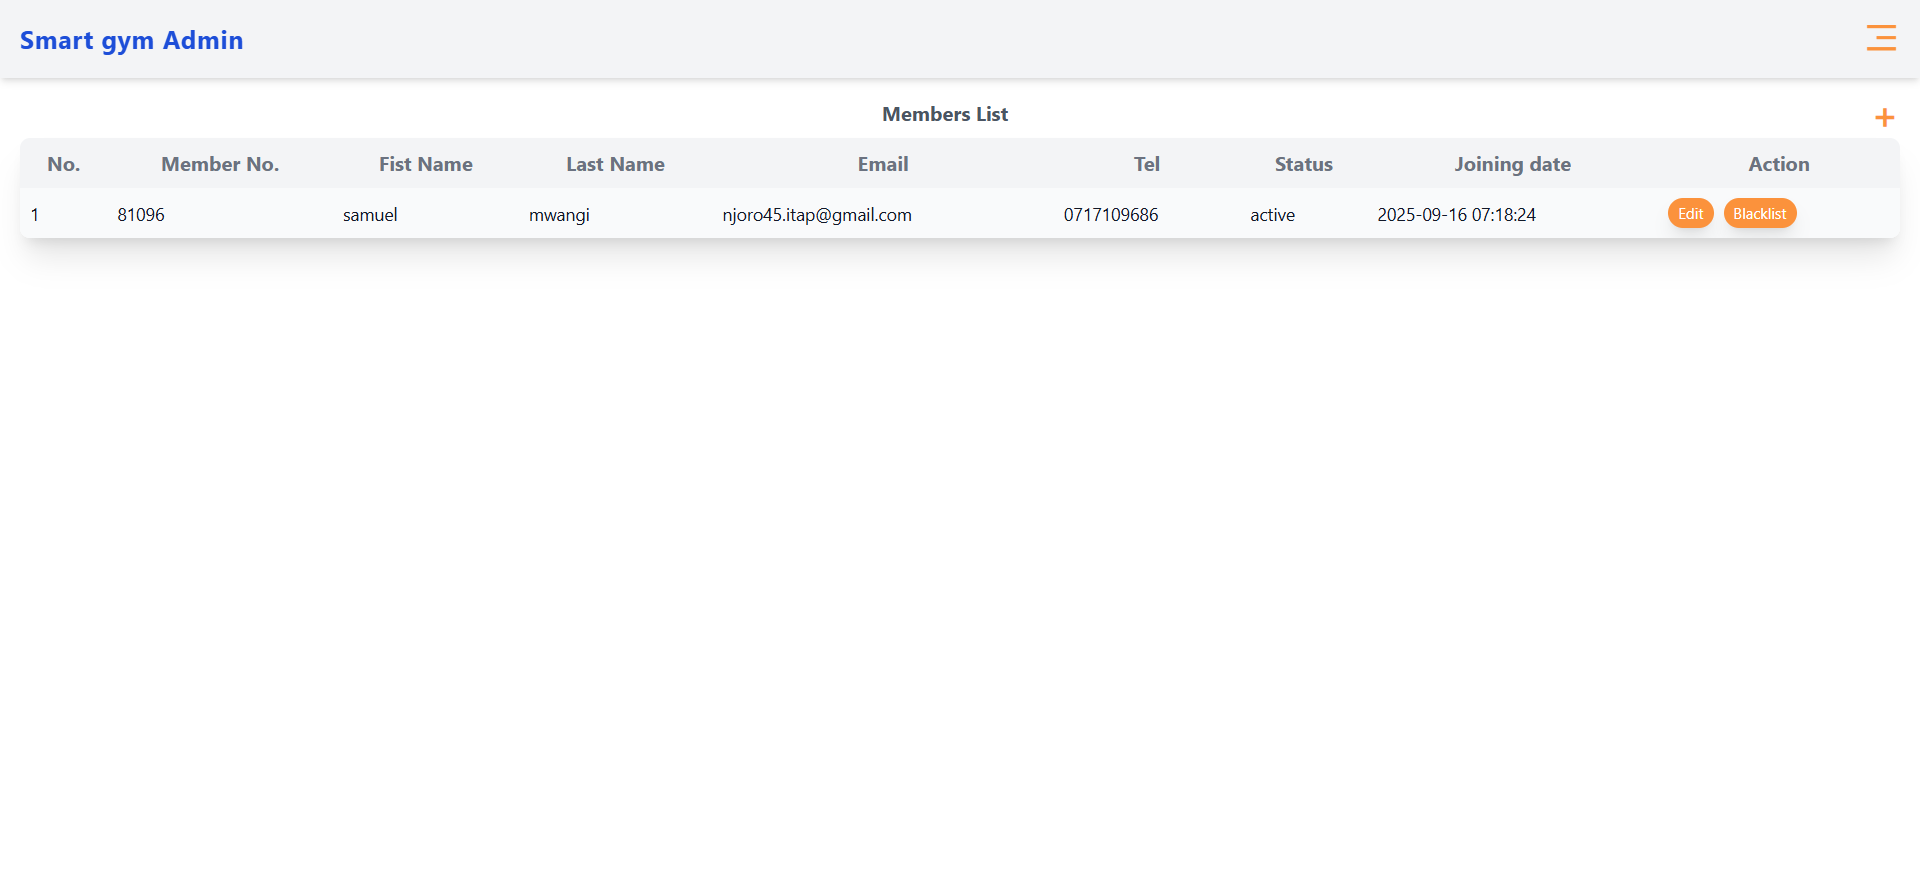 Smart gym Admin
Members List
No. Member No. Fist Name Last Name Email Tel Status Joining date Action
1 81096 samuel mwangi njoro45.itap@gmail.com 0717109686 active 2025-09-16 07:18:24 Edit Blacklist